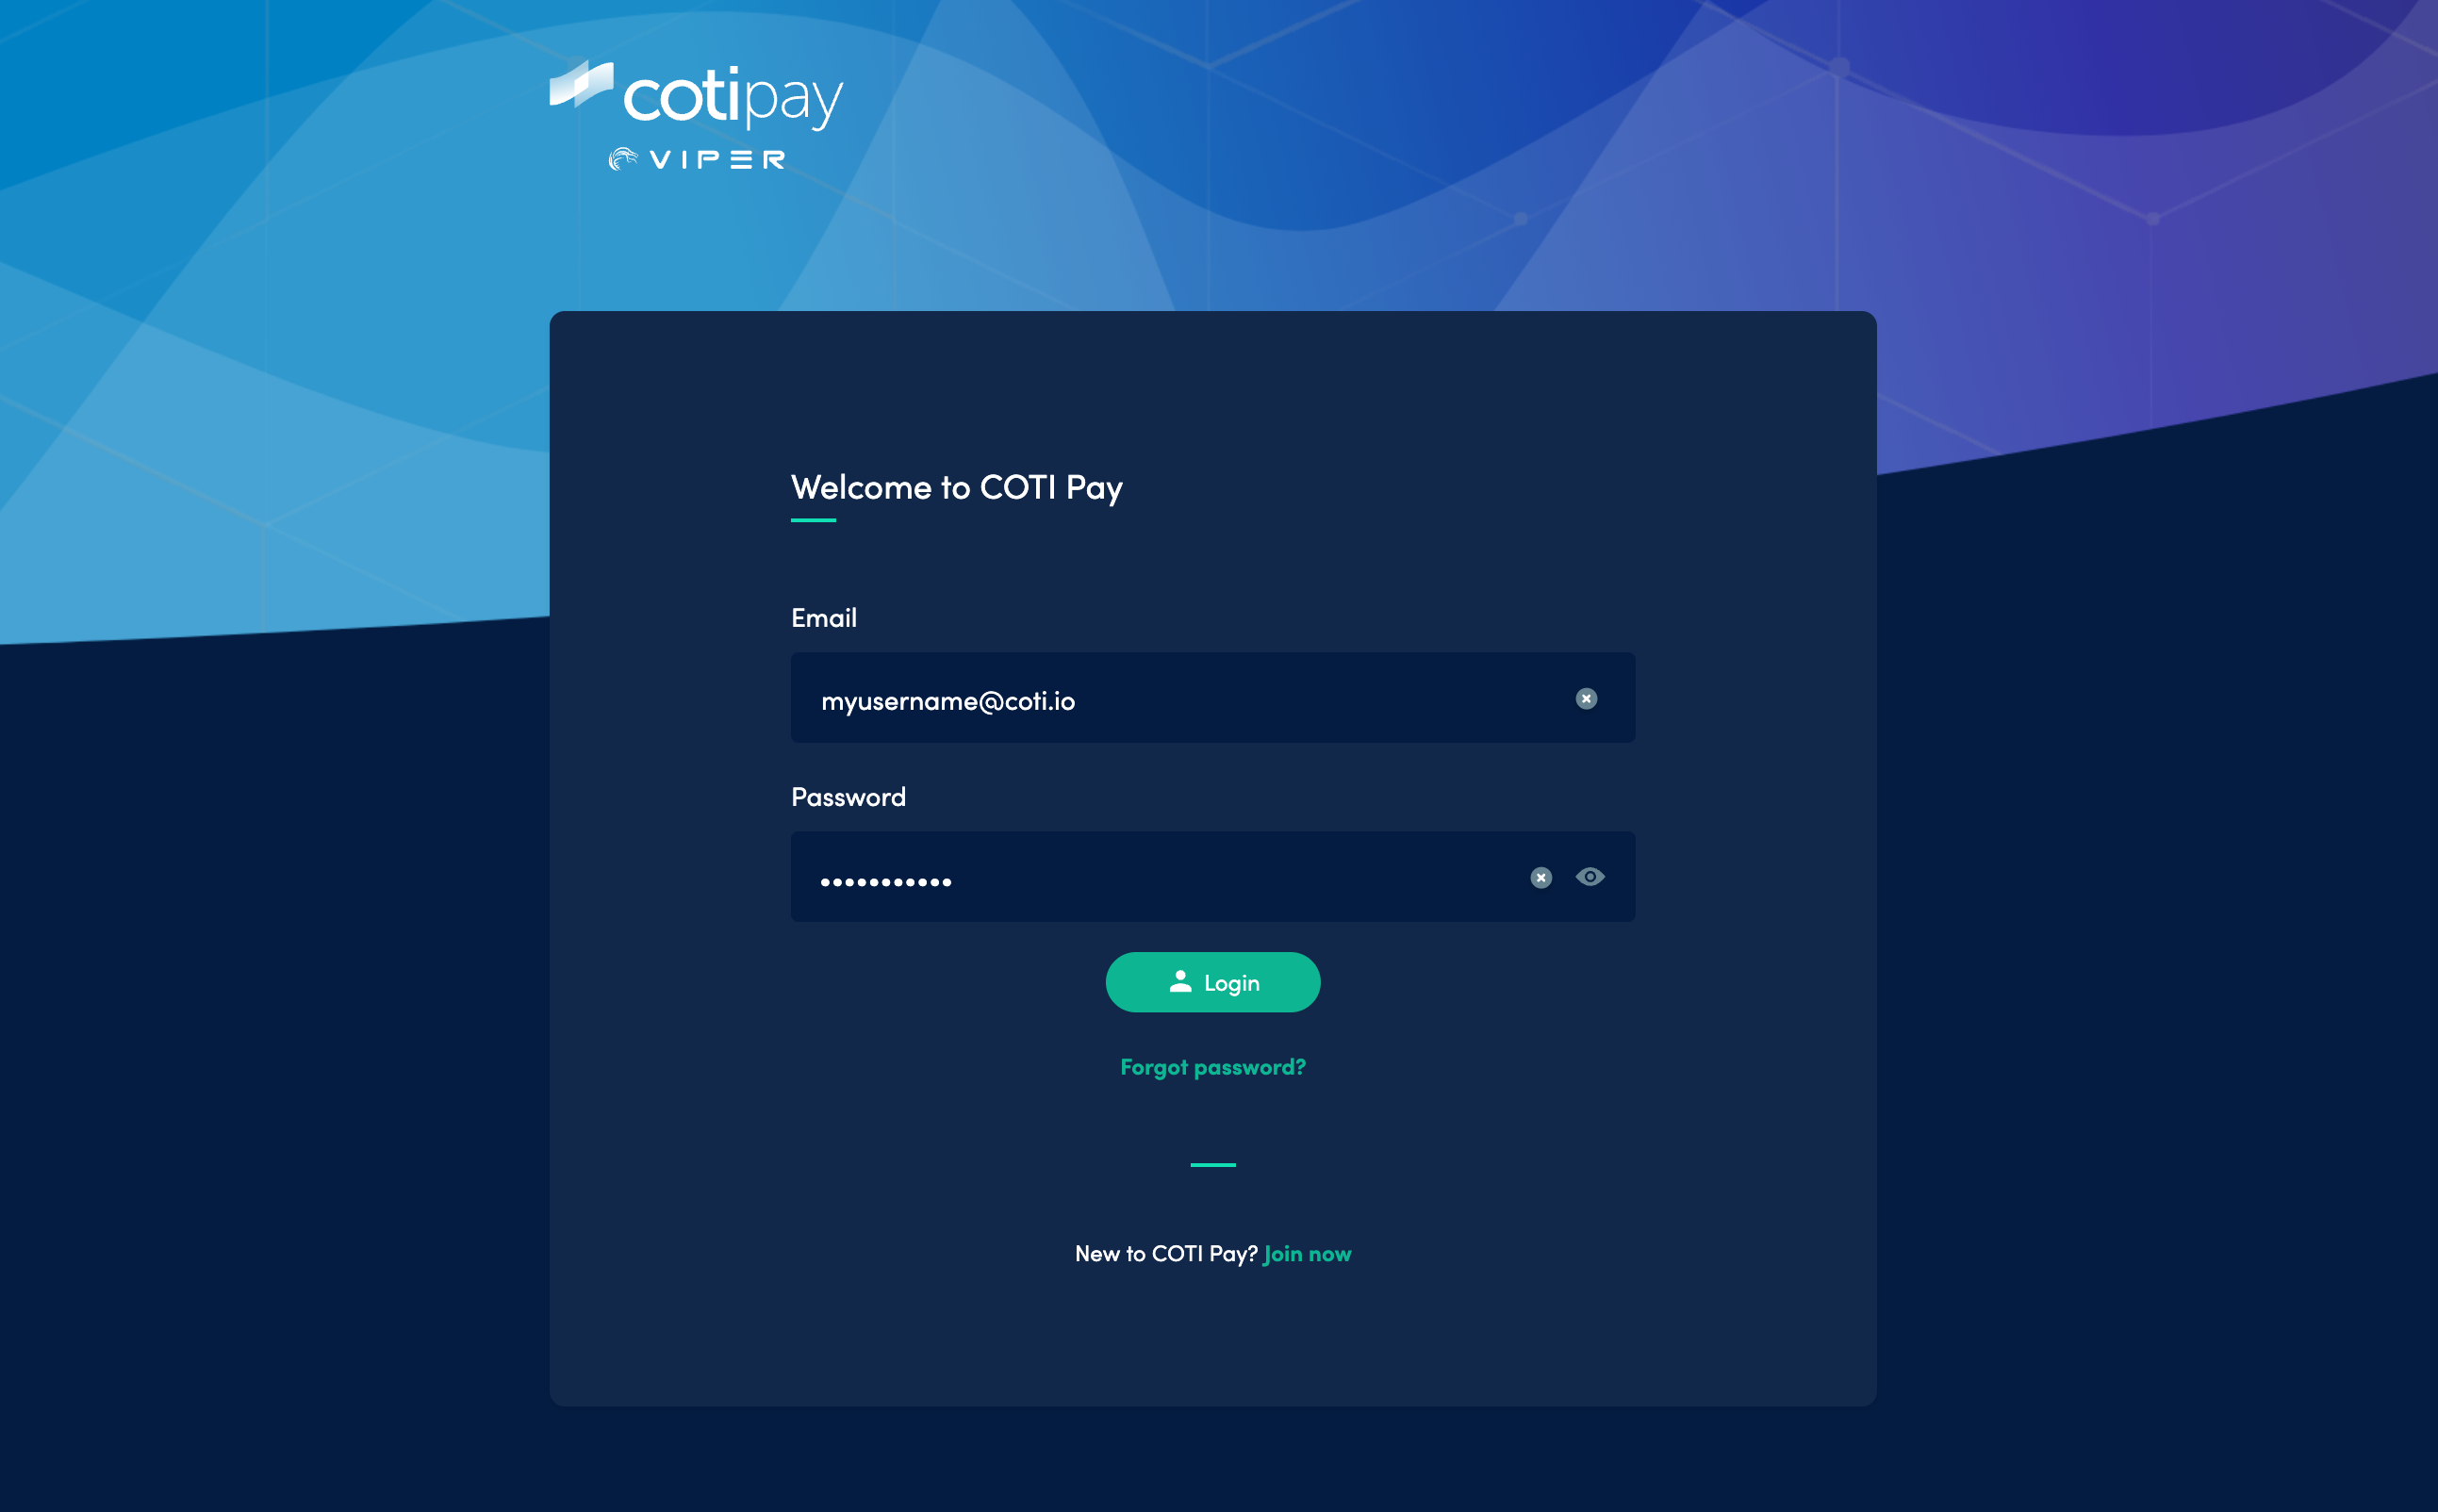 cotipay
VIPER
Welcome to COTI Pay
Email
myusername@coti.io
Password
•••••••••••
Login
Forgot password?
New to COTI Pay? Join now